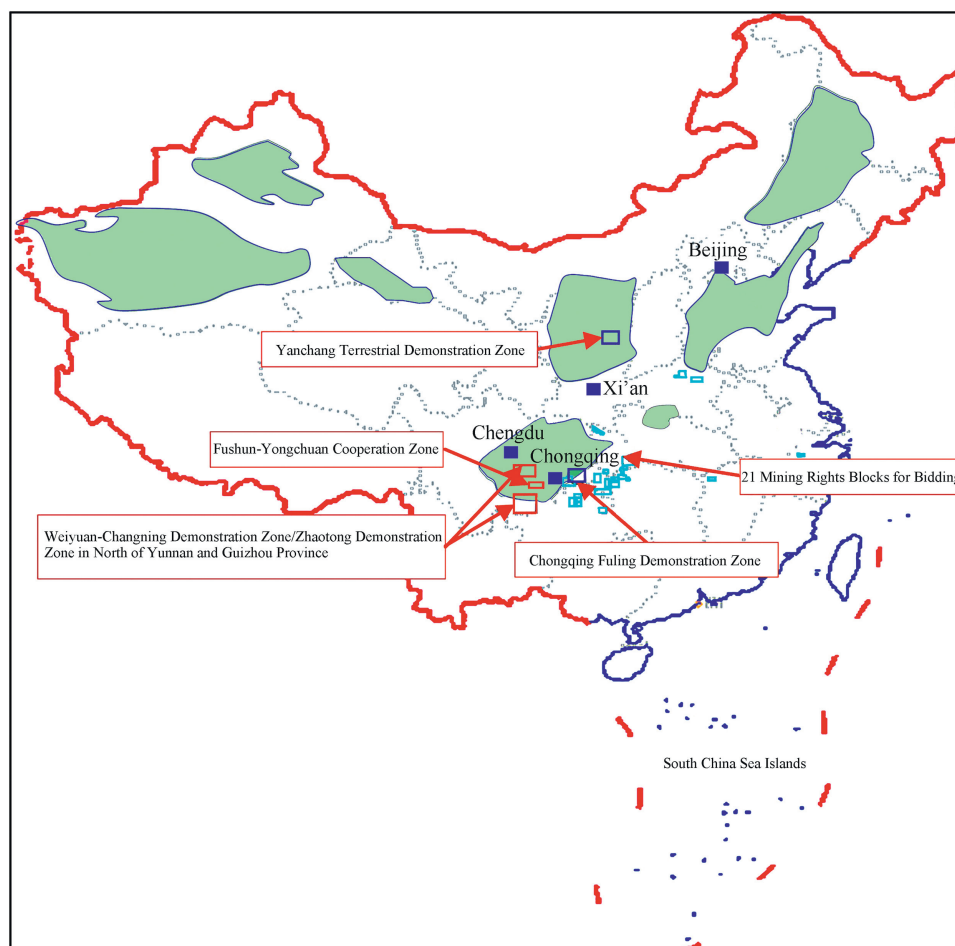 Beijing
Yanchang Terrestrial Demonstration Zone
Xi'an
Chengdu
Fushun-Yongchuan Cooperation Zone
Chongqing
21 Mining Rights Blocks for Bidding
Weiyuan-Changning Demonstration Zone/Zhaotong Demonstration
Zone in North of Yunnan and Guizhou Province
Chongqing Fuling Demonstration Zone
South China Sea Islands